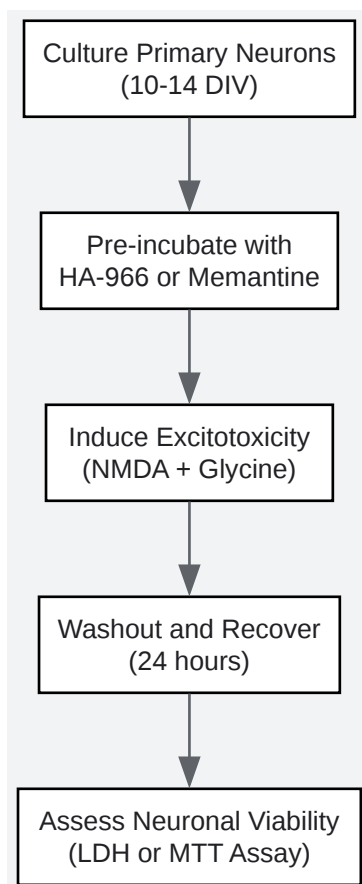 Culture Primary Neurons
(10-14 DIV)
Pre-incubate with
HA-966 or Memantine
Induce Excitotoxicity
(NMDA + Glycine)
Washout and Recover
(24 hours)
Assess Neuronal Viability
(LDH or MTT Assay)